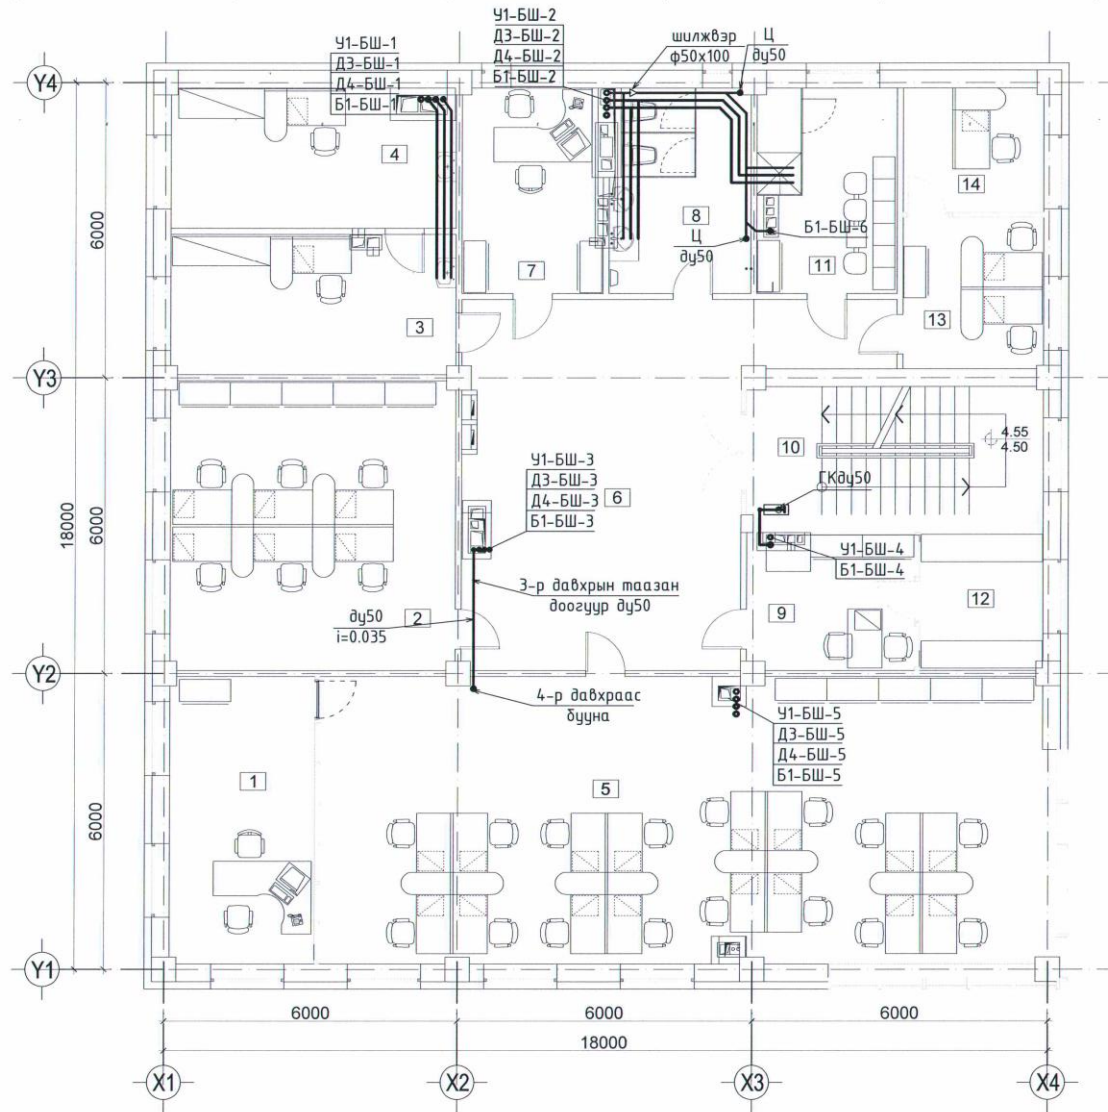 У1-БШ-2
Д3-БШ-2
Д4-БШ-2
Б1-БШ-2
шилжвэр
ф50х100
Ц
ду50
У1-БШ-1
Д3-БШ-1
Д4-БШ-1
Б1-БШ-1
Y4
4
14
8
Ц
ду50
Б1-БШ-6
7
11
3
13
6000
Y3
10
4.55
4.50
У1-БШ-3
Д3-БШ-3
Д4-БШ-3
Б1-БШ-3
6
ГКду50
18000
6000
У1-БШ-4
Б1-БШ-4
3-р давхрын таазан
доогуур ду50
ду50
i=0.035
2
9
12
Y2
4-р давхраас
бууна
У1-БШ-5
Д3-БШ-5
Д4-БШ-5
Б1-БШ-5
1
5
6000
Y1
6000
6000
6000
18000
X1
X2
X3
X4